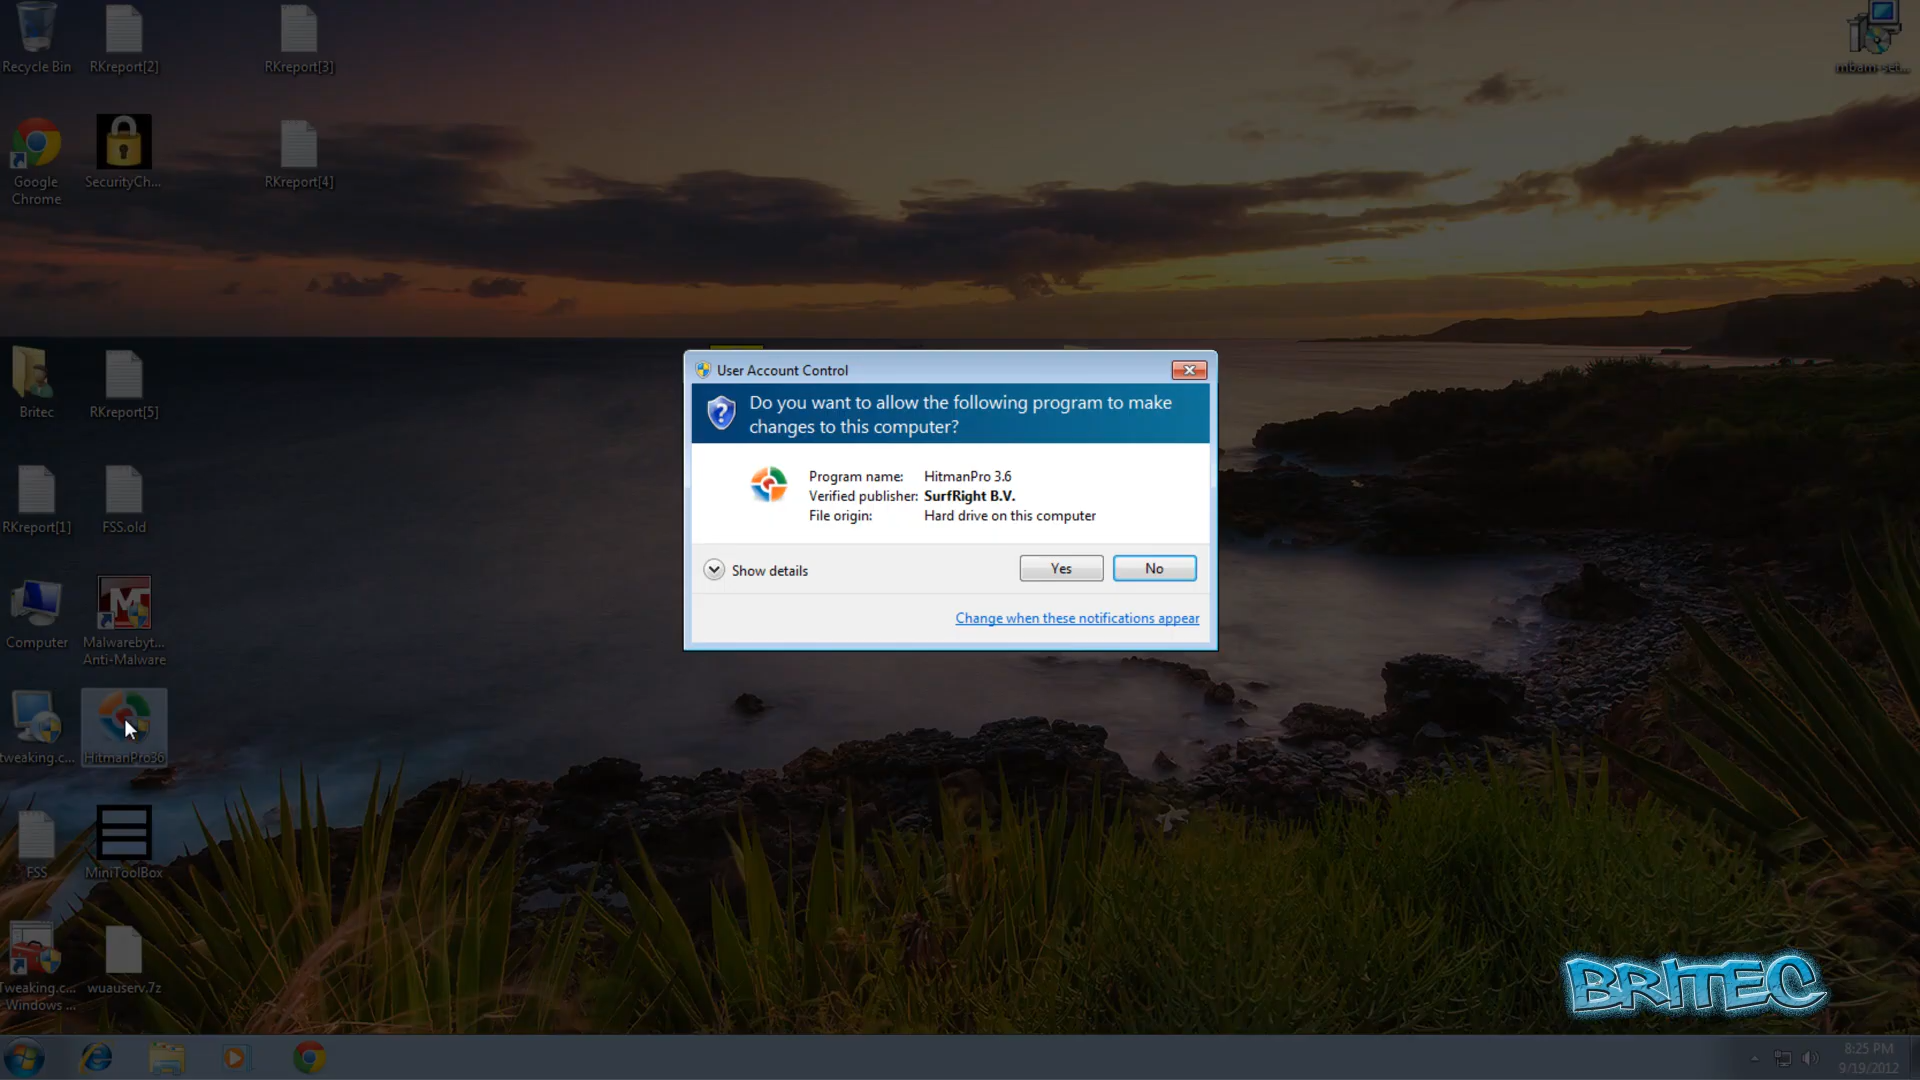 Recycle Bin
RKreport[2]
RKreport[3]
mbam-set...
Google
Chrome
SecurityCh...
RKreport[4]
User Account Control
Do you want to allow the following program to make
changes to this computer?
Program name: HitmanPro 3.6
Verified publisher: SurfRight B.V.
File origin: Hard drive on this computer
Show details
Yes
No
Change when these notifications appear
Britec
RKreport[5]
RKreport[1]
FSS.old
Computer
Malwarebyt...
Anti-Malware
tweaking.c...
HitmanPro36
FSS
MiniToolBox
Tweaking.c...
Windows ...
wuauserv.7z
BRITEC
8:25 PM
9/19/2012